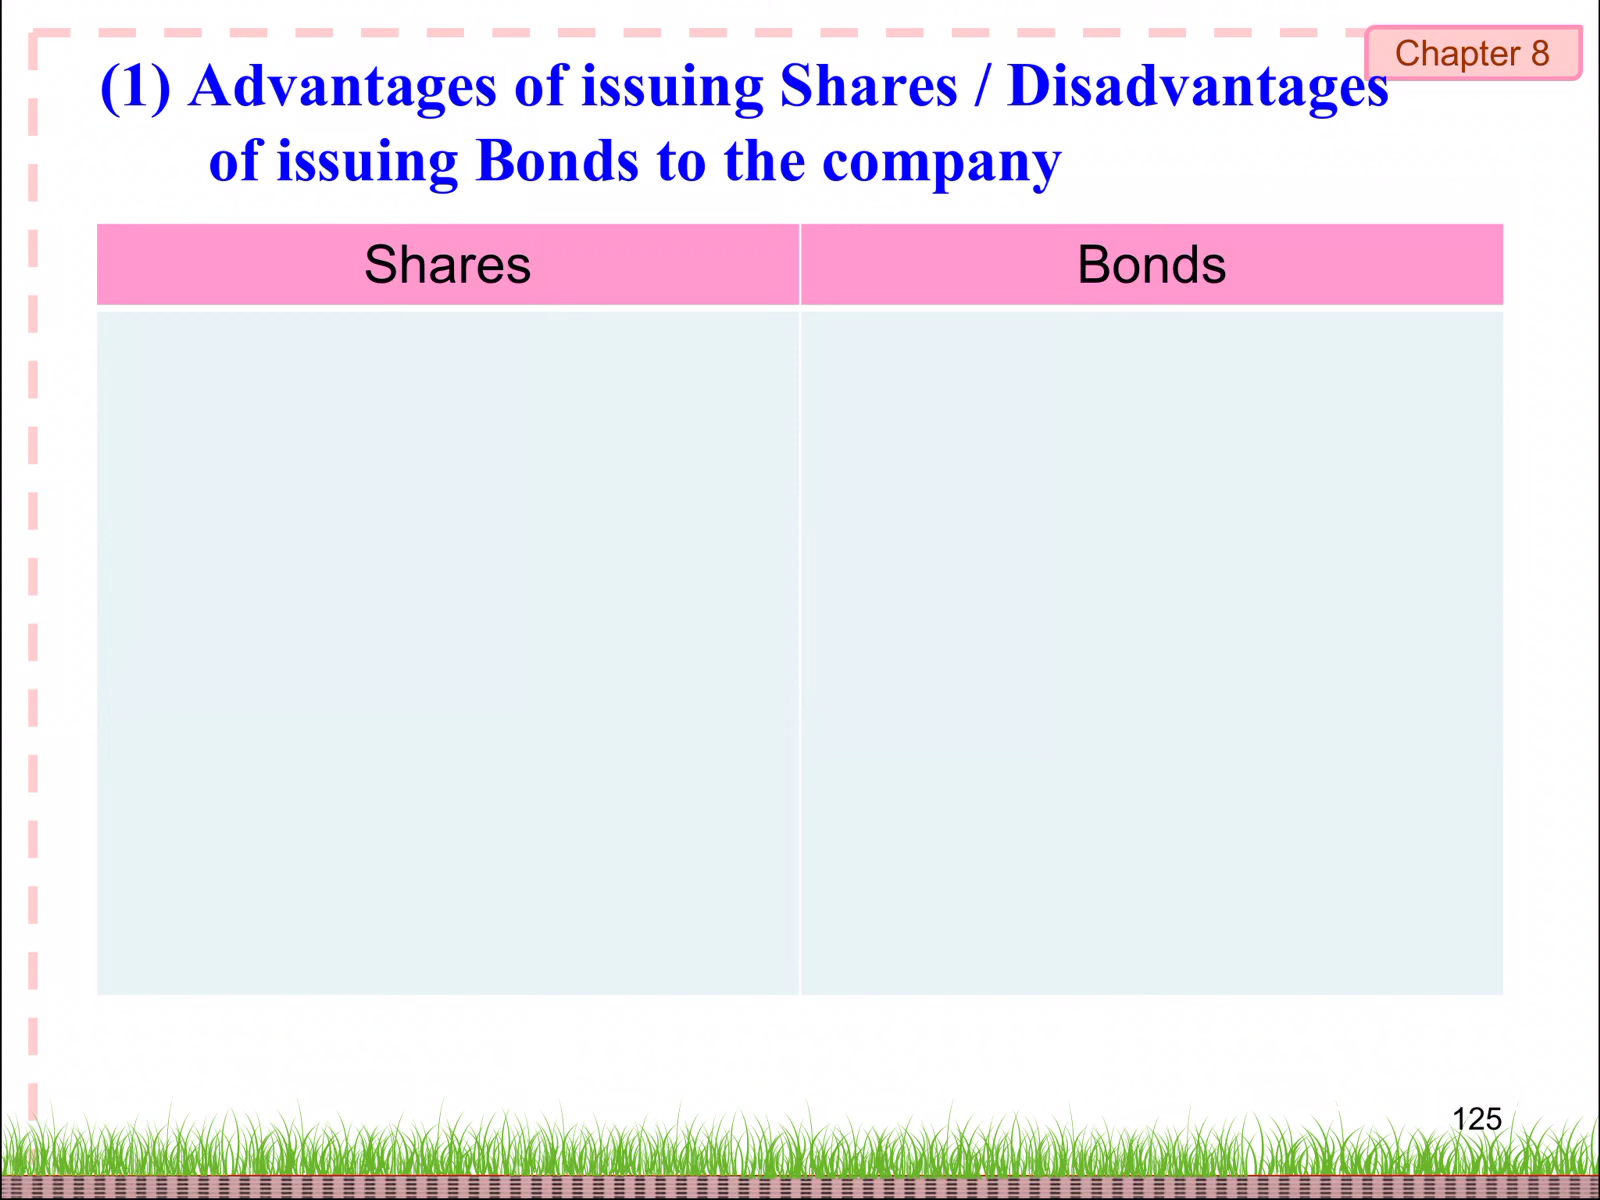 Chapter 8
(1) Advantages of issuing Shares / Disadvantages
of issuing Bonds to the company
Shares
Bonds
125